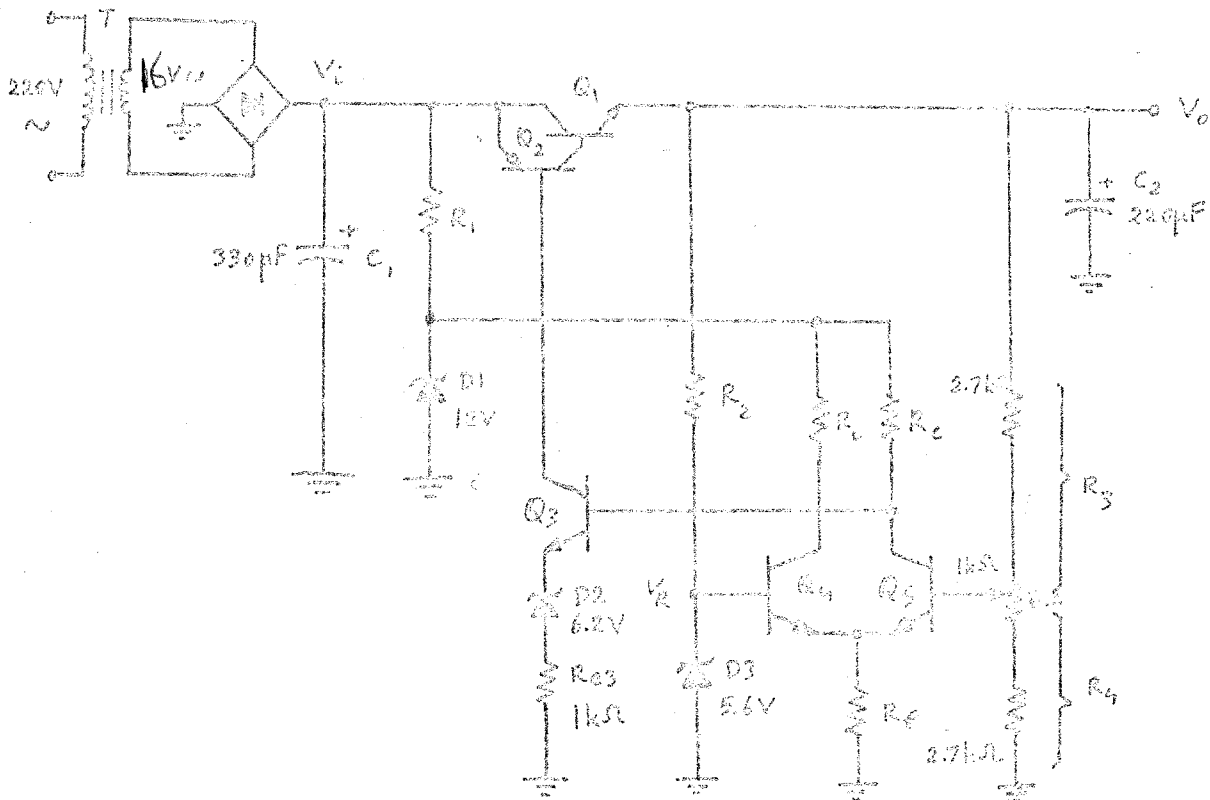 T
220V
~
16V~
Vi
Q1
Q2
Vo
+
C2
220µF
R1
+
330µF
C1
D1
12V
R2
Rc
Rc
2.7k
R3
Q3
1kΩ
VR
Q4
Q5
D2
6.2V
D3
5.6V
RE3
1kΩ
RE
R4
2.7kΩ